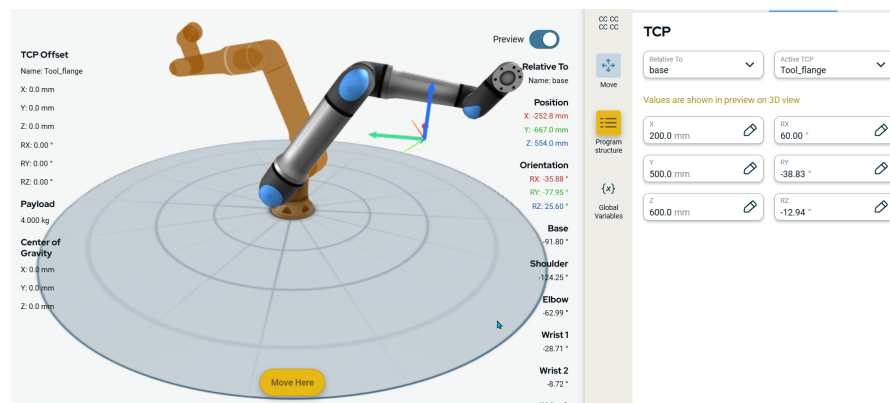 TCP Offset
Name: Tool_flange
X: 0.0 mm
Y: 0.0 mm
Z: 0.0 mm
RX: 0.00 °
RY: 0.00 °
RZ: 0.00 °
Payload
4.000 kg
Center of
Gravity
X: 0.0 mm
Y: 0.0 mm
Z: 0.0 mm
Preview
Relative To
Name: base
Position
X: -252.8 mm
Y: -667.0 mm
Z: 554.0 mm
Orientation
RX: -35.88 °
RY: -77.95 °
RZ: 25.60 °
Base
-91.80 °
Shoulder
-124.25 °
Elbow
-62.99 °
Wrist 1
-28.71 °
Wrist 2
-8.72 °
Move Here
CC CC
CC CC
Move
Program
structure
{x}
Global
Variables
TCP
Relative To
base
Active TCP
Tool_flange
Values are shown in preview on 3D view
X
200.0 mm
RX
60.00 °
Y
500.0 mm
RY
-38.83 °
Z
600.0 mm
RZ
-12.94 °